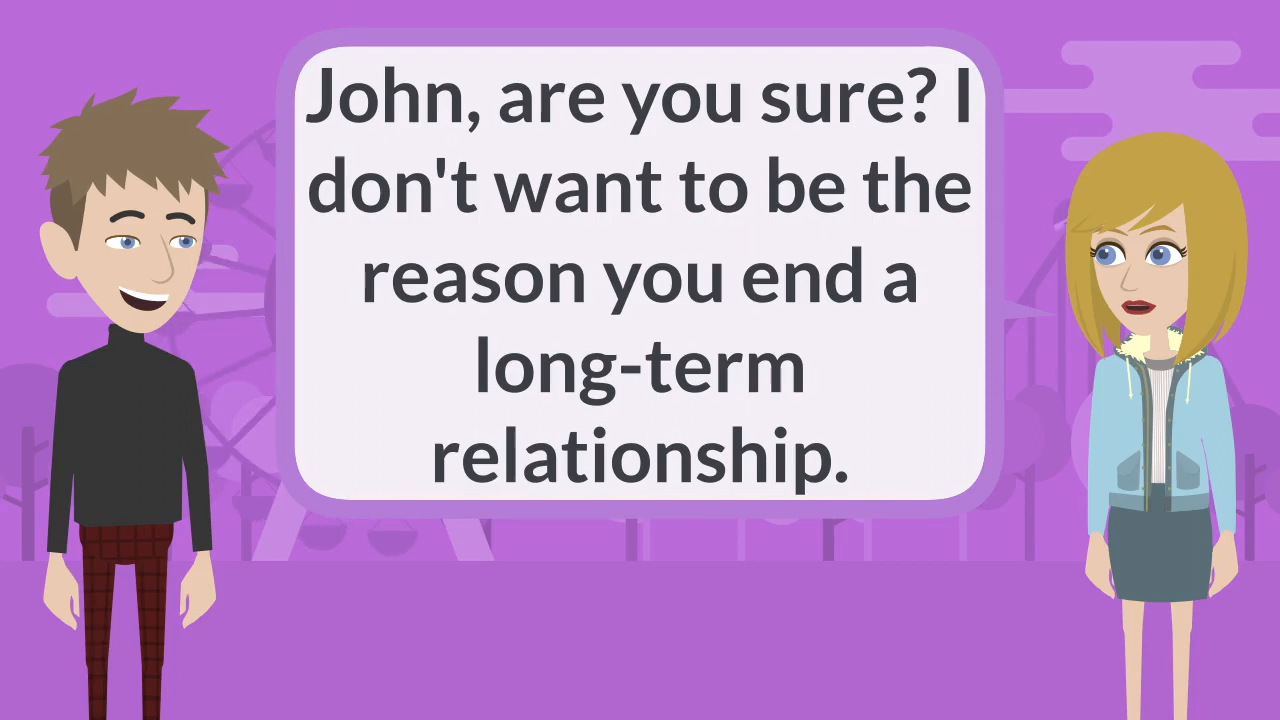 John, are you sure? I
don't want to be the
reason you end a
long-term
relationship.